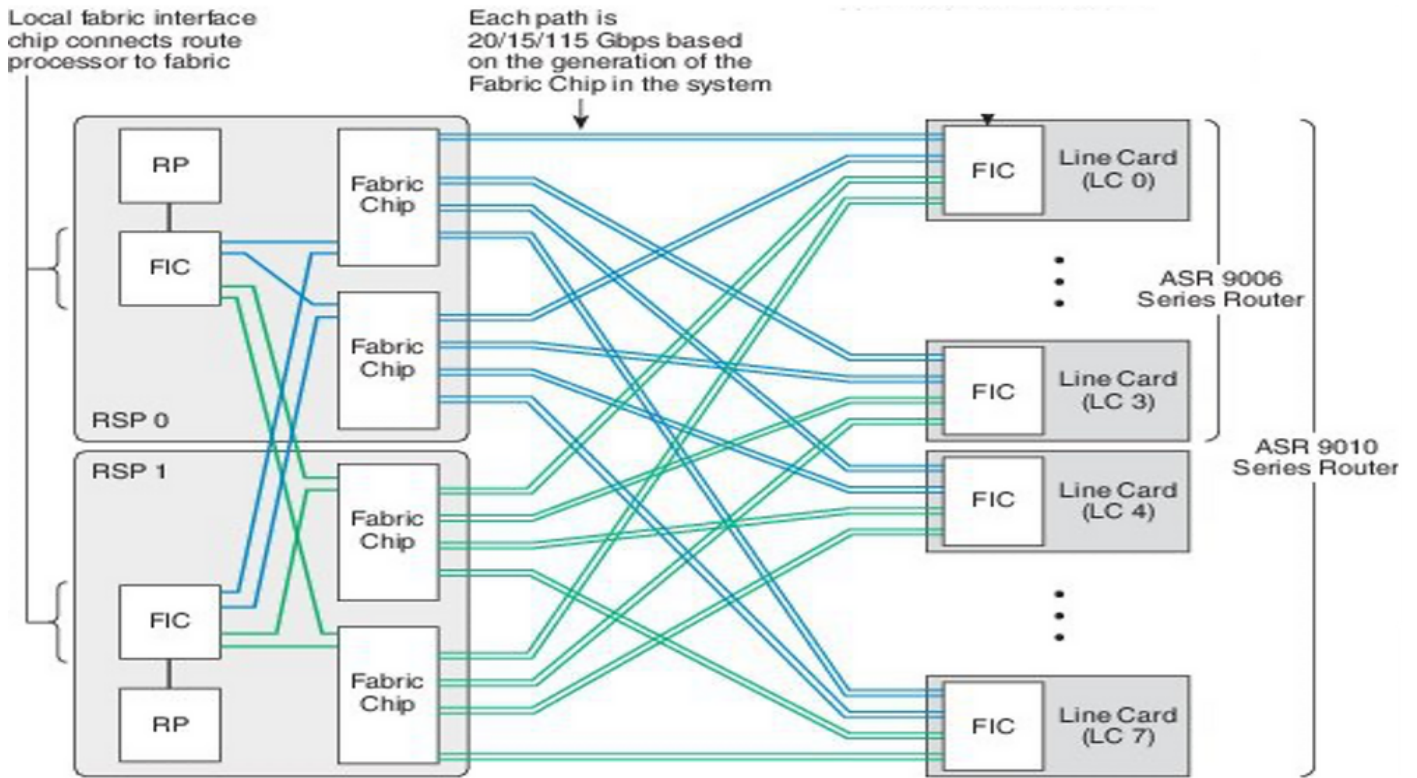 Local fabric interface
chip connects route
processor to fabric
Each path is
20/15/115 Gbps based
on the generation of the
Fabric Chip in the system
RP
FIC
Fabric
Chip
Fabric
Chip
RSP 0
RSP 1
Fabric
Chip
FIC
RP
Fabric
Chip
FIC
Line Card
(LC 0)
ASR 9006
Series Router
FIC
Line Card
(LC 3)
ASR 9010
Series Router
FIC
Line Card
(LC 4)
FIC
Line Card
(LC 7)